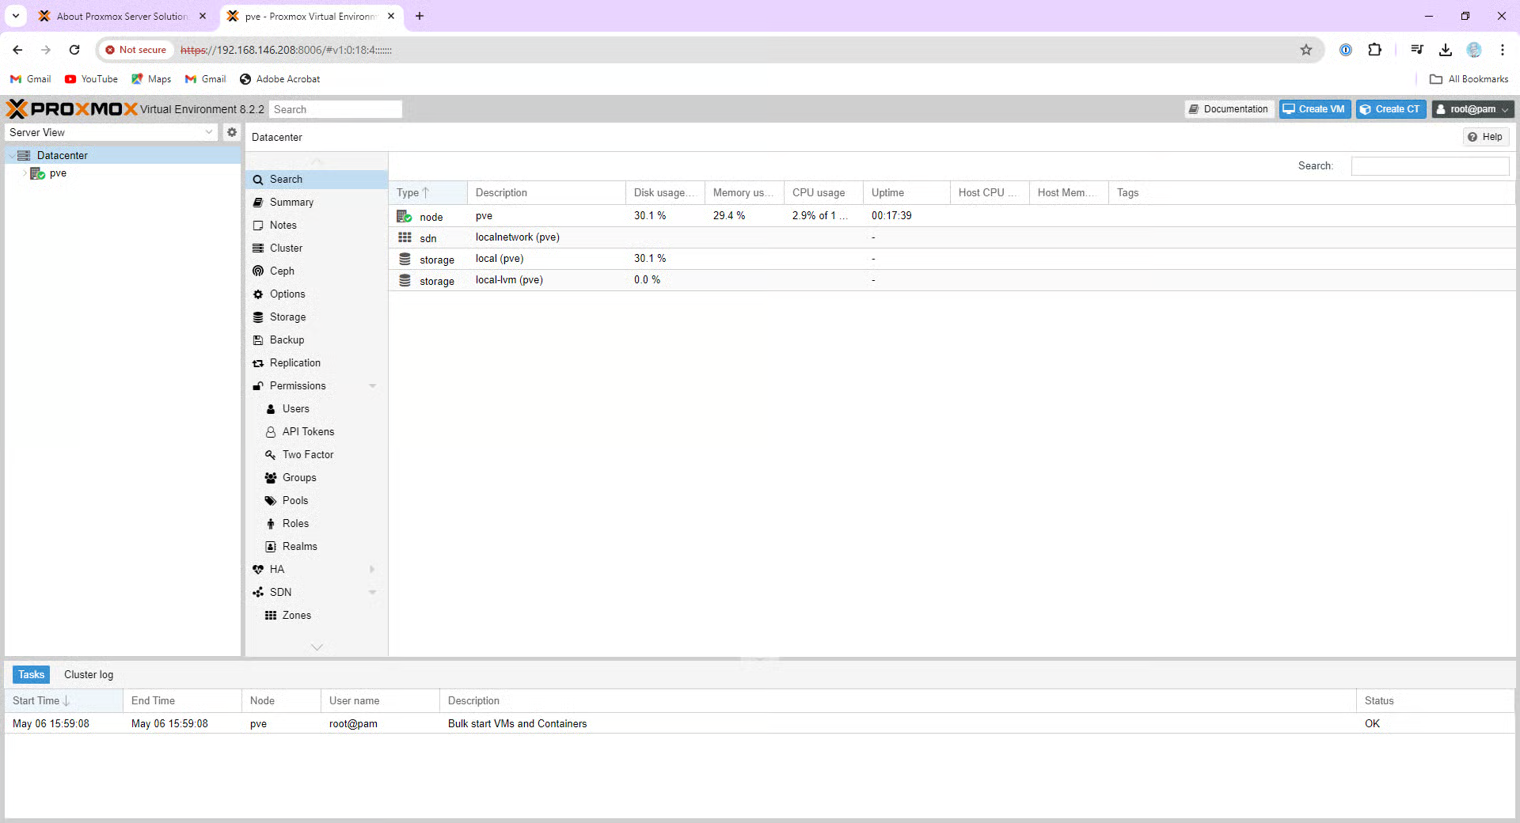 About Proxmox Server Solution
pve - Proxmox Virtual Environm
Not secure https://192.168.146.208:8006/#v1:0:18:4:::::::
Gmail YouTube Maps Gmail Adobe Acrobat All Bookmarks
PROXMOX Virtual Environment 8.2.2 Search Documentation Create VM Create CT root@pam
Server View
Datacenter Help
Datacenter
pve
Search
Summary
Notes
Cluster
Ceph
Options
Storage
Backup
Replication
Permissions
Users
API Tokens
Two Factor
Groups
Pools
Roles
Realms
HA
SDN
Zones
Search:
Type Description Disk usage... Memory us... CPU usage Uptime Host CPU ... Host Mem... Tags
node pve 30.1 % 29.4 % 2.9% of 1 ... 00:17:39
sdn localnetwork (pve) -
storage local (pve) 30.1 % -
storage local-lvm (pve) 0.0 % -
Tasks Cluster log
Start Time End Time Node User name Description Status
May 06 15:59:08 May 06 15:59:08 pve root@pam Bulk start VMs and Containers OK